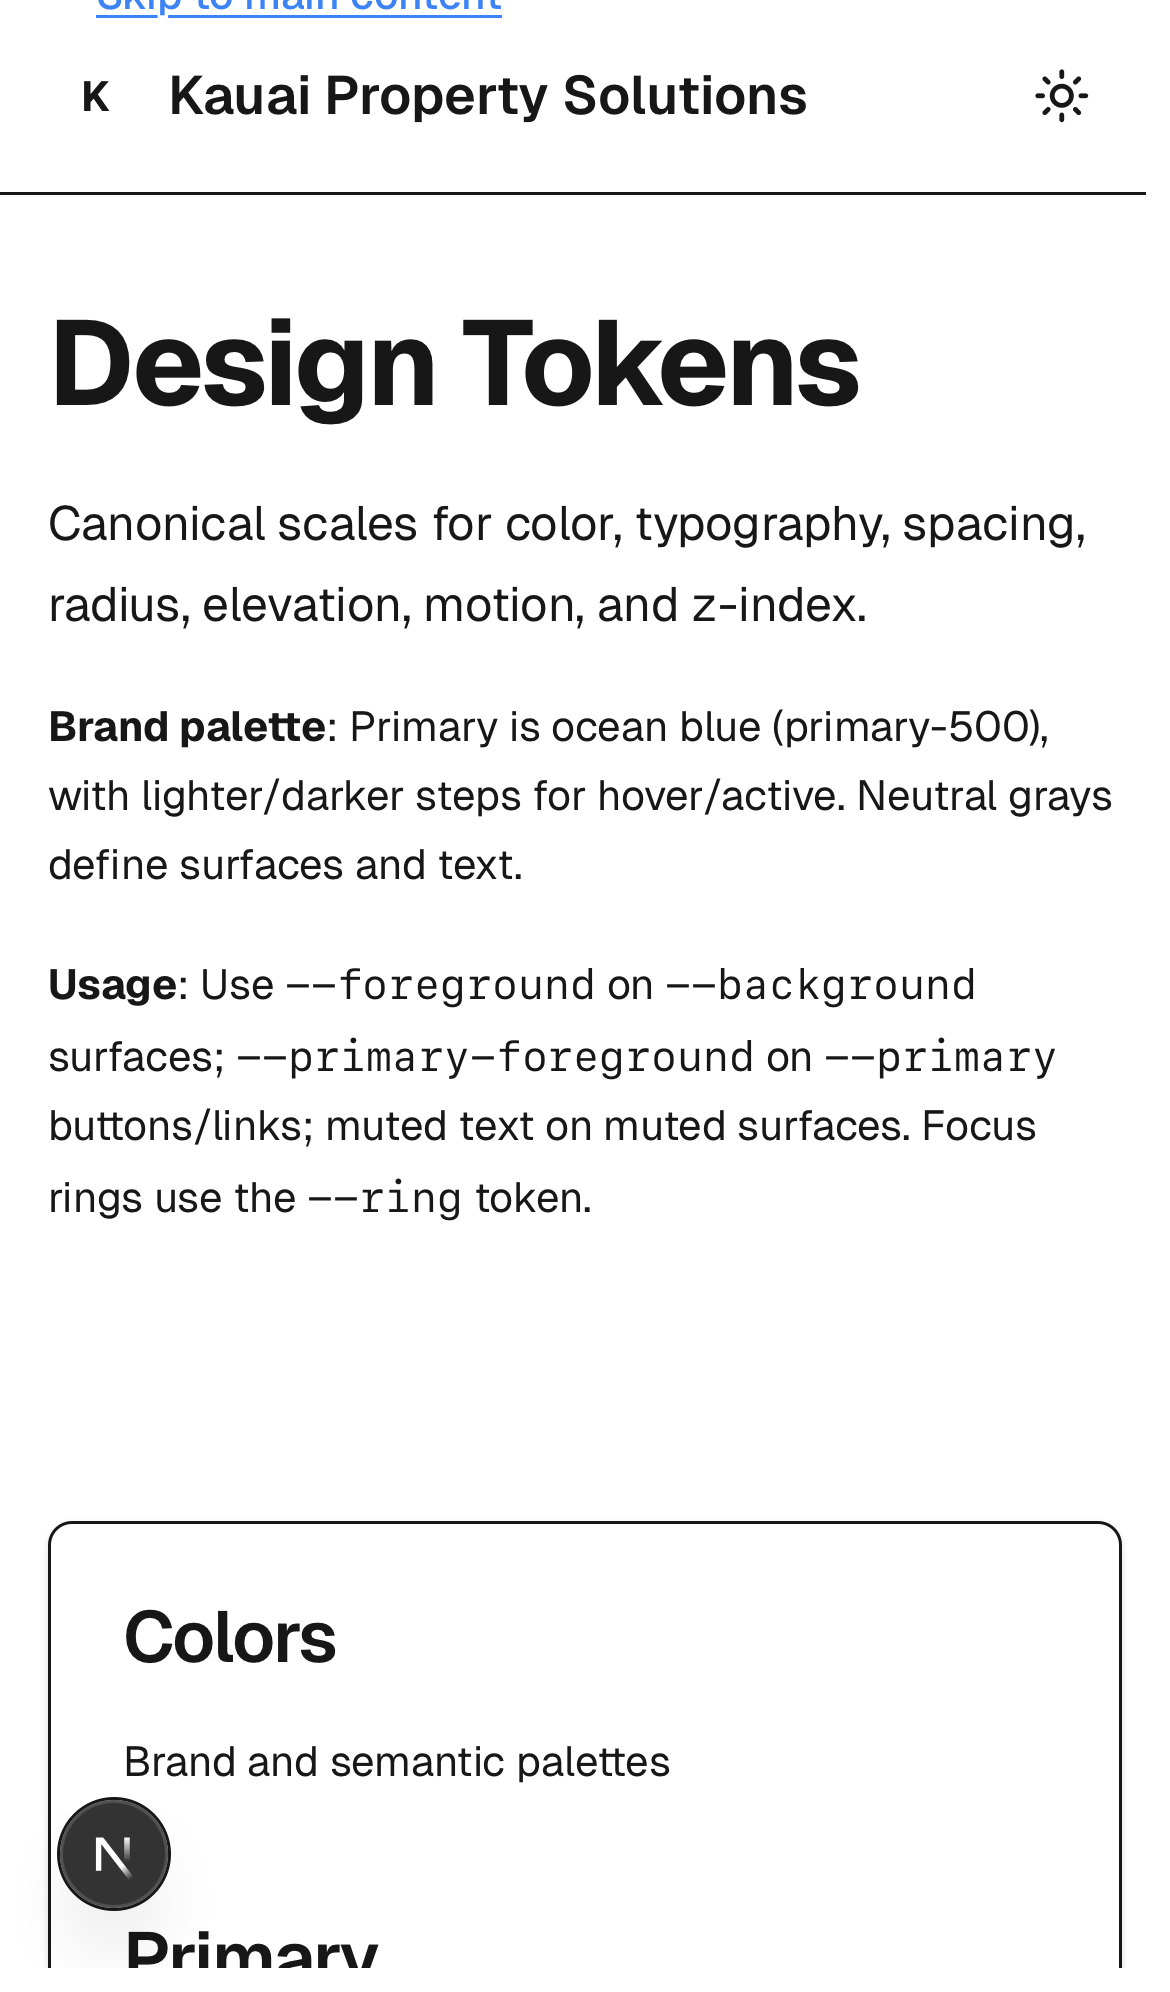 Skip to main content
K Kauai Property Solutions
Design Tokens
Canonical scales for color, typography, spacing,
radius, elevation, motion, and z-index.
Brand palette: Primary is ocean blue (primary-500),
with lighter/darker steps for hover/active. Neutral grays
define surfaces and text.
Usage: Use --foreground on --background
surfaces; --primary-foreground on --primary
buttons/links; muted text on muted surfaces. Focus
rings use the --ring token.
Colors
Brand and semantic palettes
N
Primary